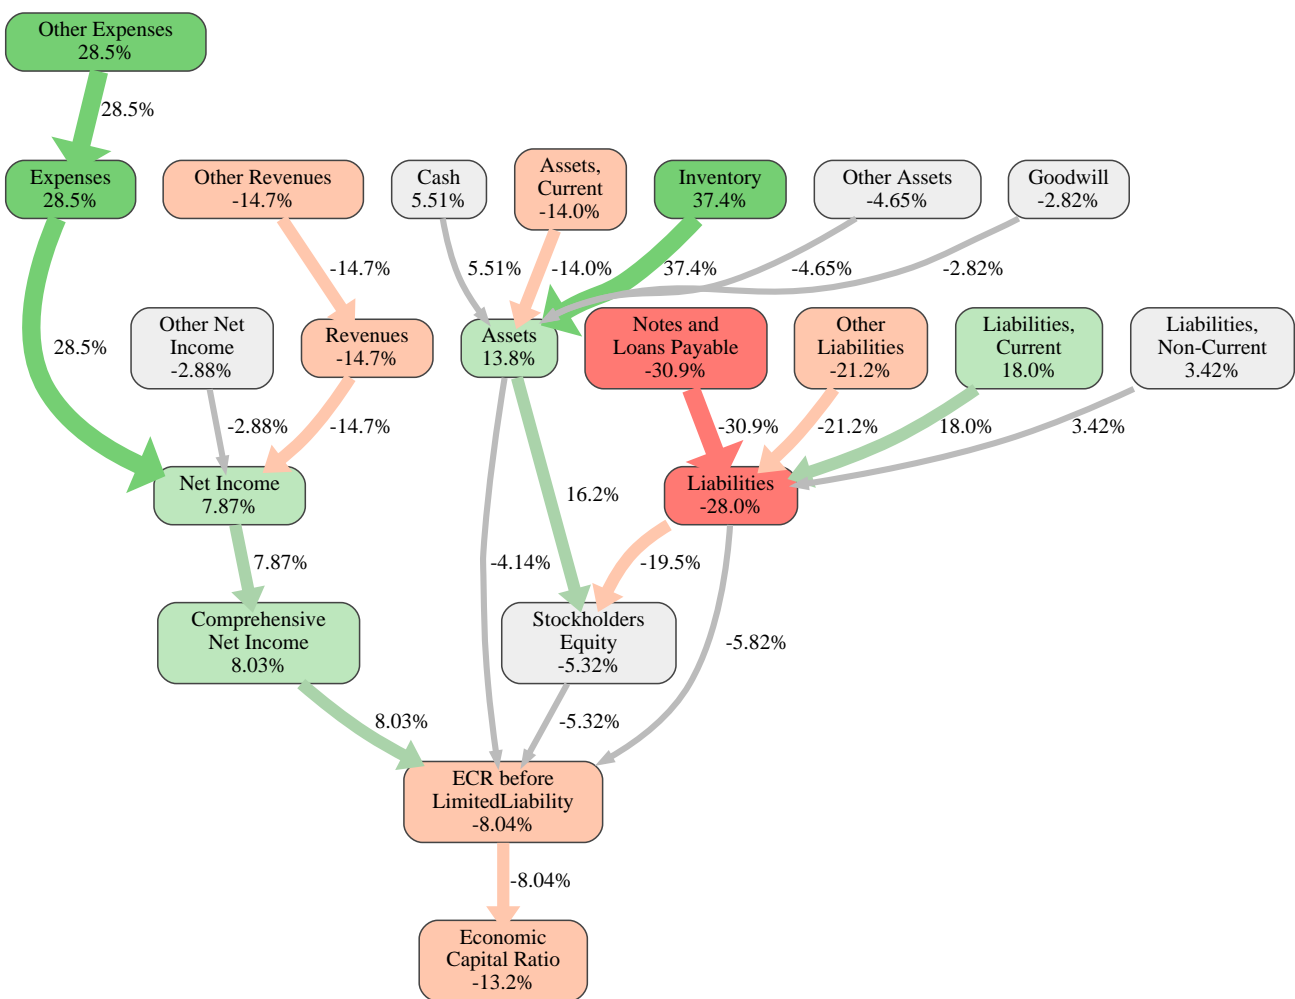 Other Expenses
28.5%
28.5%
Expenses
28.5%
Other Revenues
-14.7%
Cash
5.51%
Assets,
Current
-14.0%
Inventory
37.4%
Other Assets
-4.65%
Goodwill
-2.82%
-14.7%
5.51%
-14.0%
37.4%
-4.65%
-2.82%
28.5%
Other Net
Income
-2.88%
Revenues
-14.7%
Assets
13.8%
Notes and
Loans Payable
-30.9%
Other
Liabilities
-21.2%
Liabilities,
Current
18.0%
Liabilities,
Non-Current
3.42%
-2.88%
-14.7%
-30.9%
-21.2%
18.0%
3.42%
Net Income
7.87%
16.2%
Liabilities
-28.0%
7.87%
-4.14%
-19.5%
Comprehensive
Net Income
8.03%
Stockholders
Equity
-5.32%
-5.82%
8.03%
-5.32%
ECR before
LimitedLiability
-8.04%
-8.04%
Economic
Capital Ratio
-13.2%